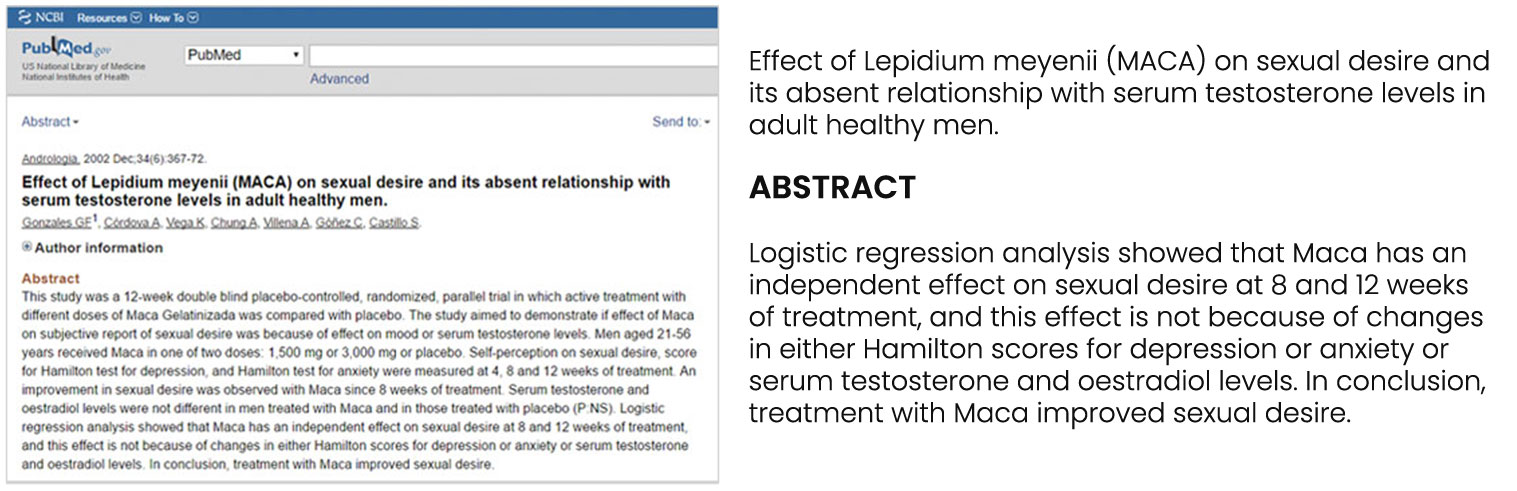 NCBI Resources How To
PubMed.gov
US National Library of Medicine
National Institutes of Health
PubMed
Advanced
Abstract
Send to:
Andrologia. 2002 Dec;34(6):367-72.
Effect of Lepidium meyenii (MACA) on sexual desire and its absent relationship with
serum testosterone levels in adult healthy men.
Gonzales GF1, Córdova A, Vega K, Chung A, Villena A, Góñez C, Castillo S.
Author information
Abstract
This study was a 12-week double blind placebo-controlled, randomized, parallel trial in which active treatment with
different doses of Maca Gelatinizada was compared with placebo. The study aimed to demonstrate if effect of Maca
on subjective report of sexual desire was because of effect on mood or serum testosterone levels. Men aged 21-56
years received Maca in one of two doses: 1,500 mg or 3,000 mg or placebo. Self-perception on sexual desire, score
for Hamilton test for depression, and Hamilton test for anxiety were measured at 4, 8 and 12 weeks of treatment. An
improvement in sexual desire was observed with Maca since 8 weeks of treatment. Serum testosterone and
oestradiol levels were not different in men treated with Maca and in those treated with placebo (P:NS). Logistic
regression analysis showed that Maca has an independent effect on sexual desire at 8 and 12 weeks of treatment,
and this effect is not because of changes in either Hamilton scores for depression or anxiety or serum testosterone
and oestradiol levels. In conclusion, treatment with Maca improved sexual desire.
Effect of Lepidium meyenii (MACA) on sexual desire and
its absent relationship with serum testosterone levels in
adult healthy men.
ABSTRACT
Logistic regression analysis showed that Maca has an
independent effect on sexual desire at 8 and 12 weeks
of treatment, and this effect is not because of changes
in either Hamilton scores for depression or anxiety or
serum testosterone and oestradiol levels. In conclusion,
treatment with Maca improved sexual desire.